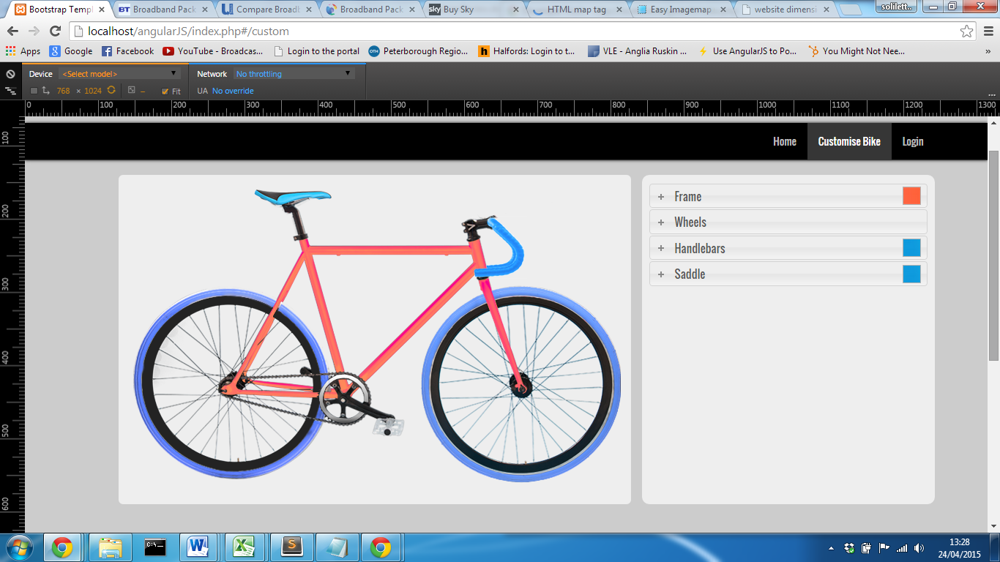 Bootstrap Templ
BT Broadband Pack
Compare Broadb
Broadband Pack
sky Buy Sky
HTML map tag
Easy Imagemap
website dimensi
solilett..
localhost/angularJS/index.php#/custom
Apps
Google
Facebook
YouTube - Broadcas...
Login to the portal
OTH Peterborough Regio...
h Halfords: Login to t...
VLE - Anglia Ruskin ...
Use AngularJS to Po...
You Might Not Nee...
»
Device <Select model>
Network No throttling
768 × 1024
Fit
UA No override
...
0 100 200 300 400 500 600 700 800 900 1000 1100 1200 1300
100
200
300
400
500
600
Home
Customise Bike
Login
Frame
Wheels
Handlebars
Saddle
13:28
24/04/2015